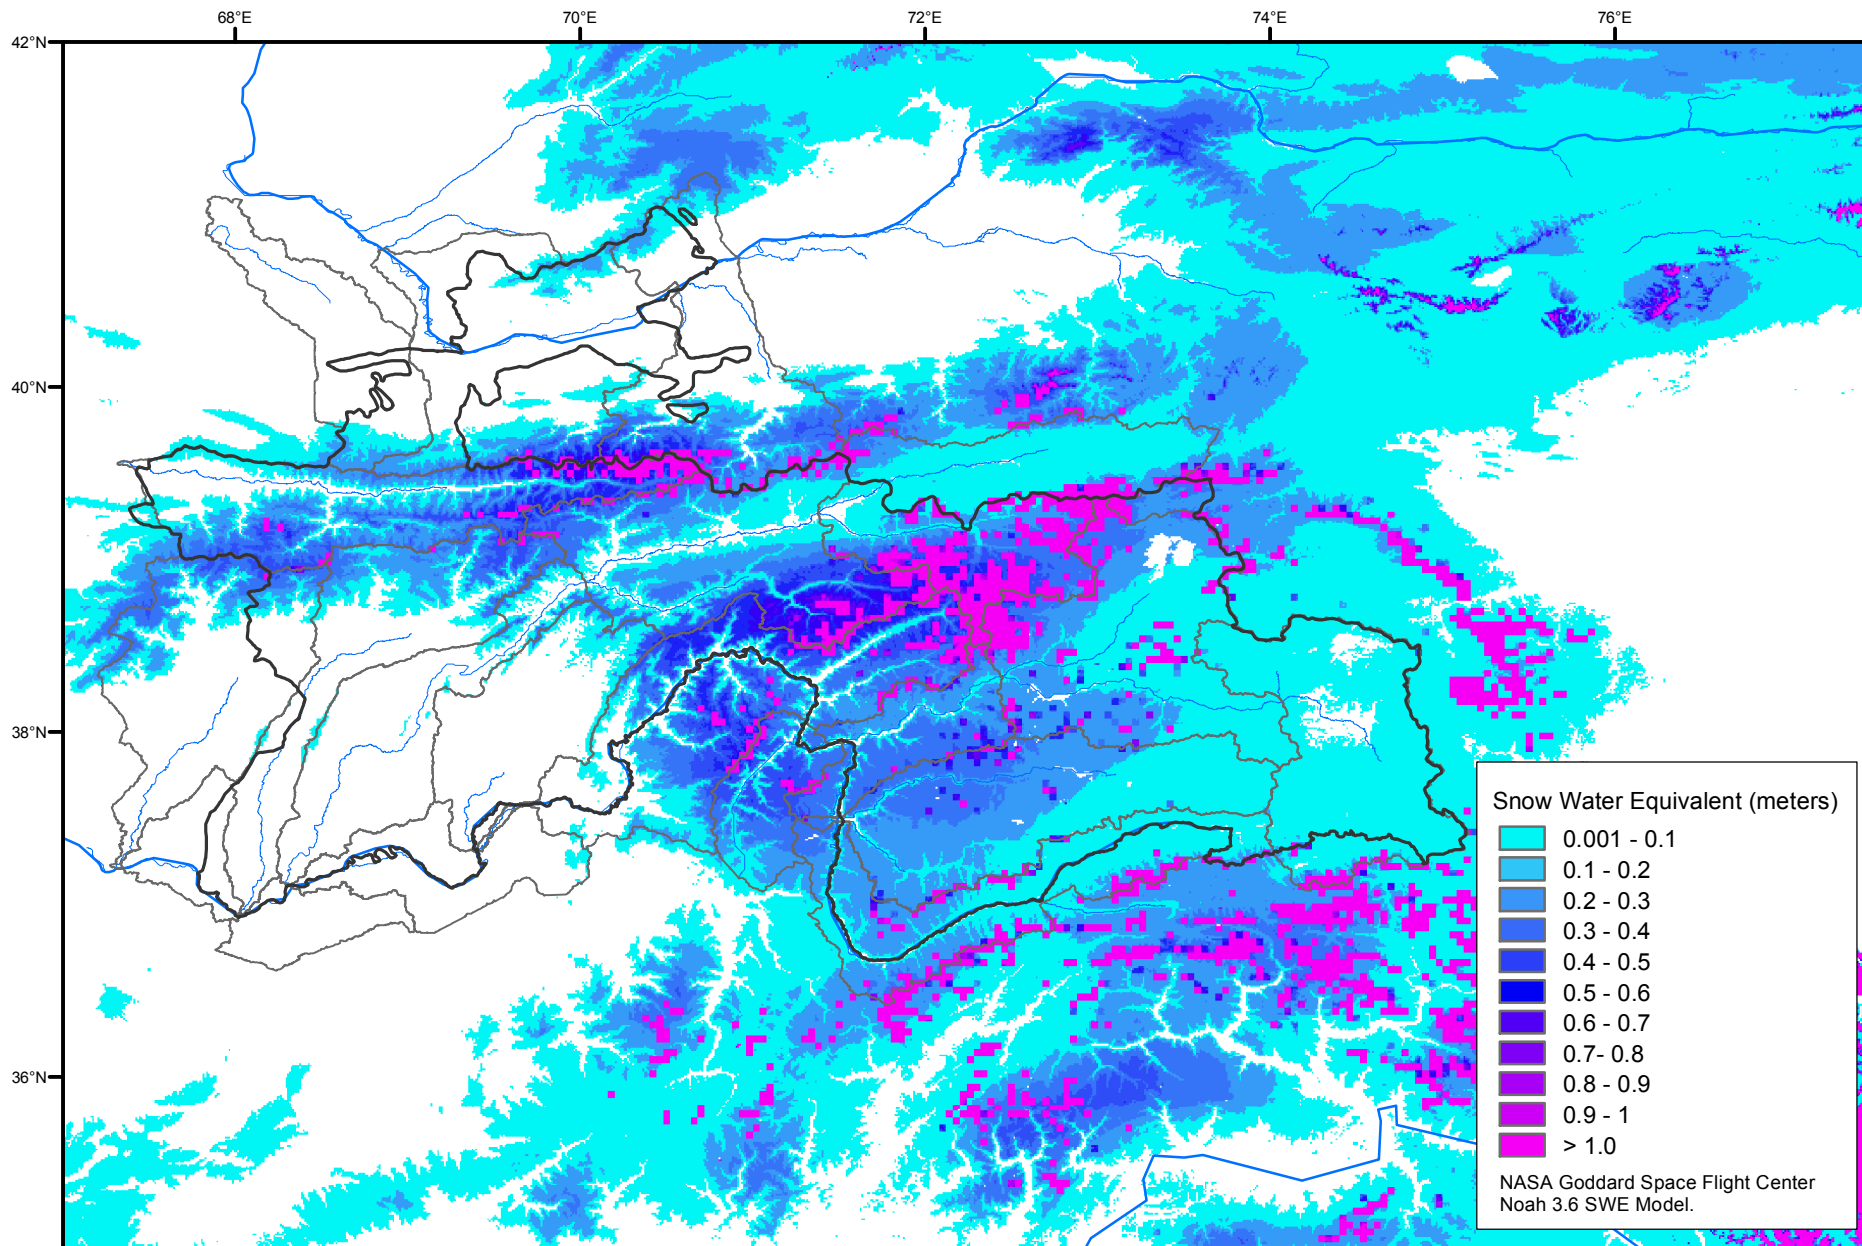 68°E 70°E 72°E 74°E 76°E
42°N
40°N
38°N
36°N
Snow Water Equivalent (meters)
0.001 - 0.1
0.1 - 0.2
0.2 - 0.3
0.3 - 0.4
0.4 - 0.5
0.5 - 0.6
0.6 - 0.7
0.7- 0.8
0.8 - 0.9
0.9 - 1
> 1.0
NASA Goddard Space Flight Center
Noah 3.6 SWE Model.